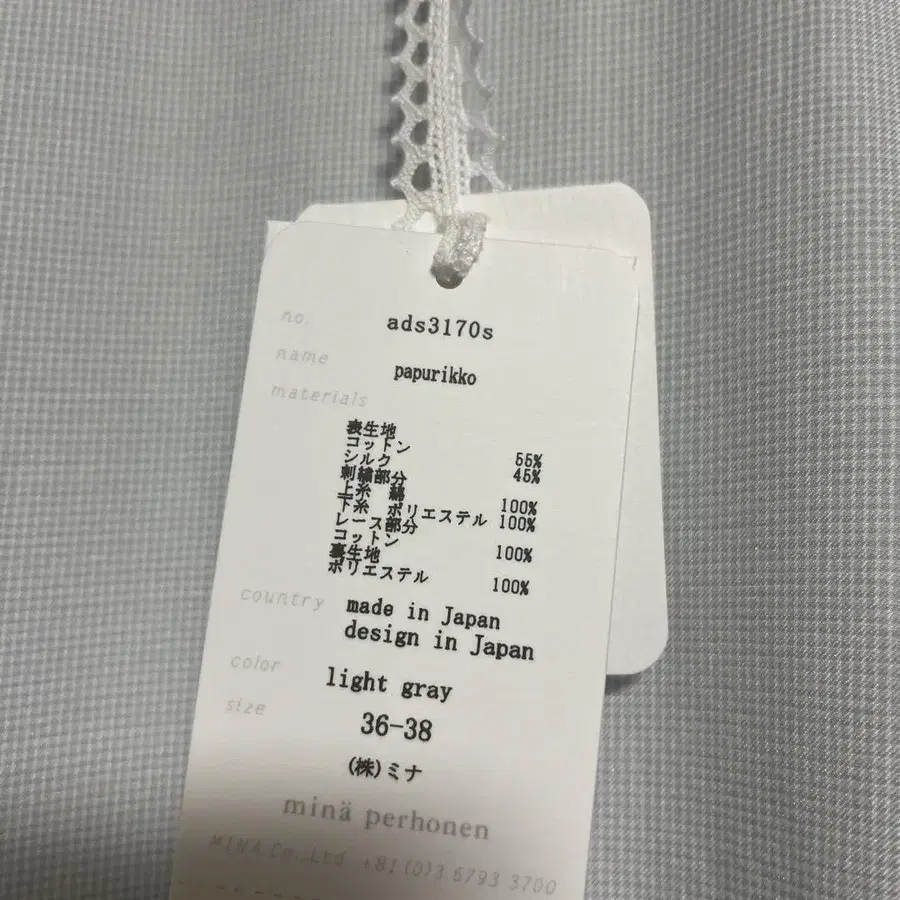 no. ads3170s
name papurikko
materials
表生地
コットン 55%
シルク 45%
刺繍部分
上糸 綿 100%
下糸 ポリエステル 100%
レース部分
コットン 100%
裏生地
ポリエステル 100%
country made in Japan
design in Japan
color light gray
size 36-38
(株)ミナ
minä perhonen
MINA Co., Ltd +81 (0)3 6793 3700